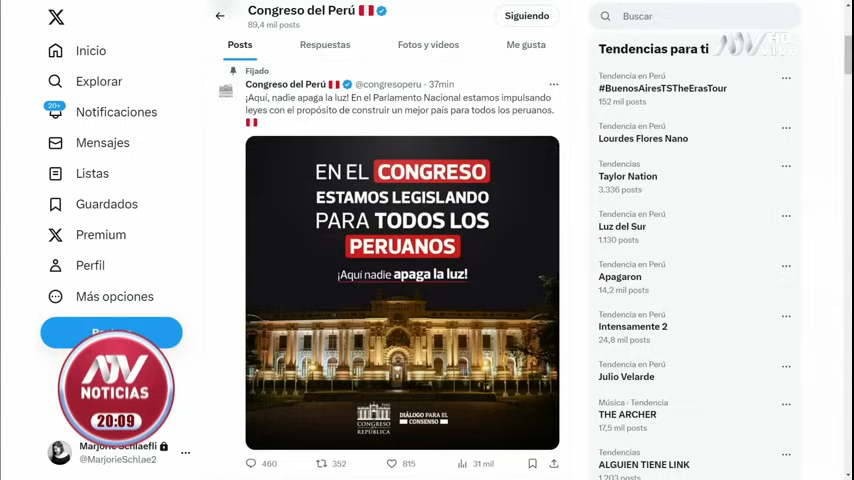 Congreso del Perú
89,4 mil posts
Siguiendo
Posts
Respuestas
Fotos y videos
Me gusta
Inicio
Explorar
20+
Notificaciones
Mensajes
Listas
Guardados
Premium
Perfil
Más opciones
NOTICIAS
20:09
@MarjorieSchlae2
Fijado
Congreso del Perú @congresoperu · 37min
¡Aquí, nadie apaga la luz! En el Parlamento Nacional estamos impulsando
leyes con el propósito de construir un mejor país para todos los peruanos.
EN EL CONGRESO
ESTAMOS LEGISLANDO
PARA TODOS LOS
PERUANOS
¡Aquí nadie apaga la luz!
CONGRESO
REPÚBLICA
DIÁLOGO PARA EL
CONSENSO
460
352
815
31 mil
Buscar
Tendencias para ti
Tendencia en Perú
#BuenosAiresTSTheErasTour
152 mil posts
Tendencia en Perú
Lourdes Flores Nano
Tendencias
Taylor Nation
3.336 posts
Tendencia en Perú
Luz del Sur
1.130 posts
Tendencia en Perú
Apagaron
14,2 mil posts
Tendencia en Perú
Intensamente 2
24,8 mil posts
Tendencia en Perú
Julio Velarde
Música · Tendencia
THE ARCHER
17,5 mil posts
Tendencias
ALGUIEN TIENE LINK
1.203 posts